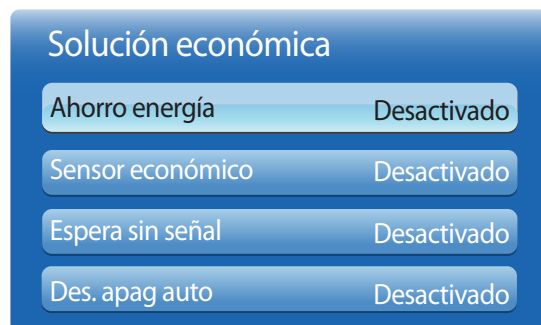 Solución económica
Ahorro energía Desactivado
Sensor económico Desactivado
Espera sin señal Desactivado
Des. apag auto Desactivado